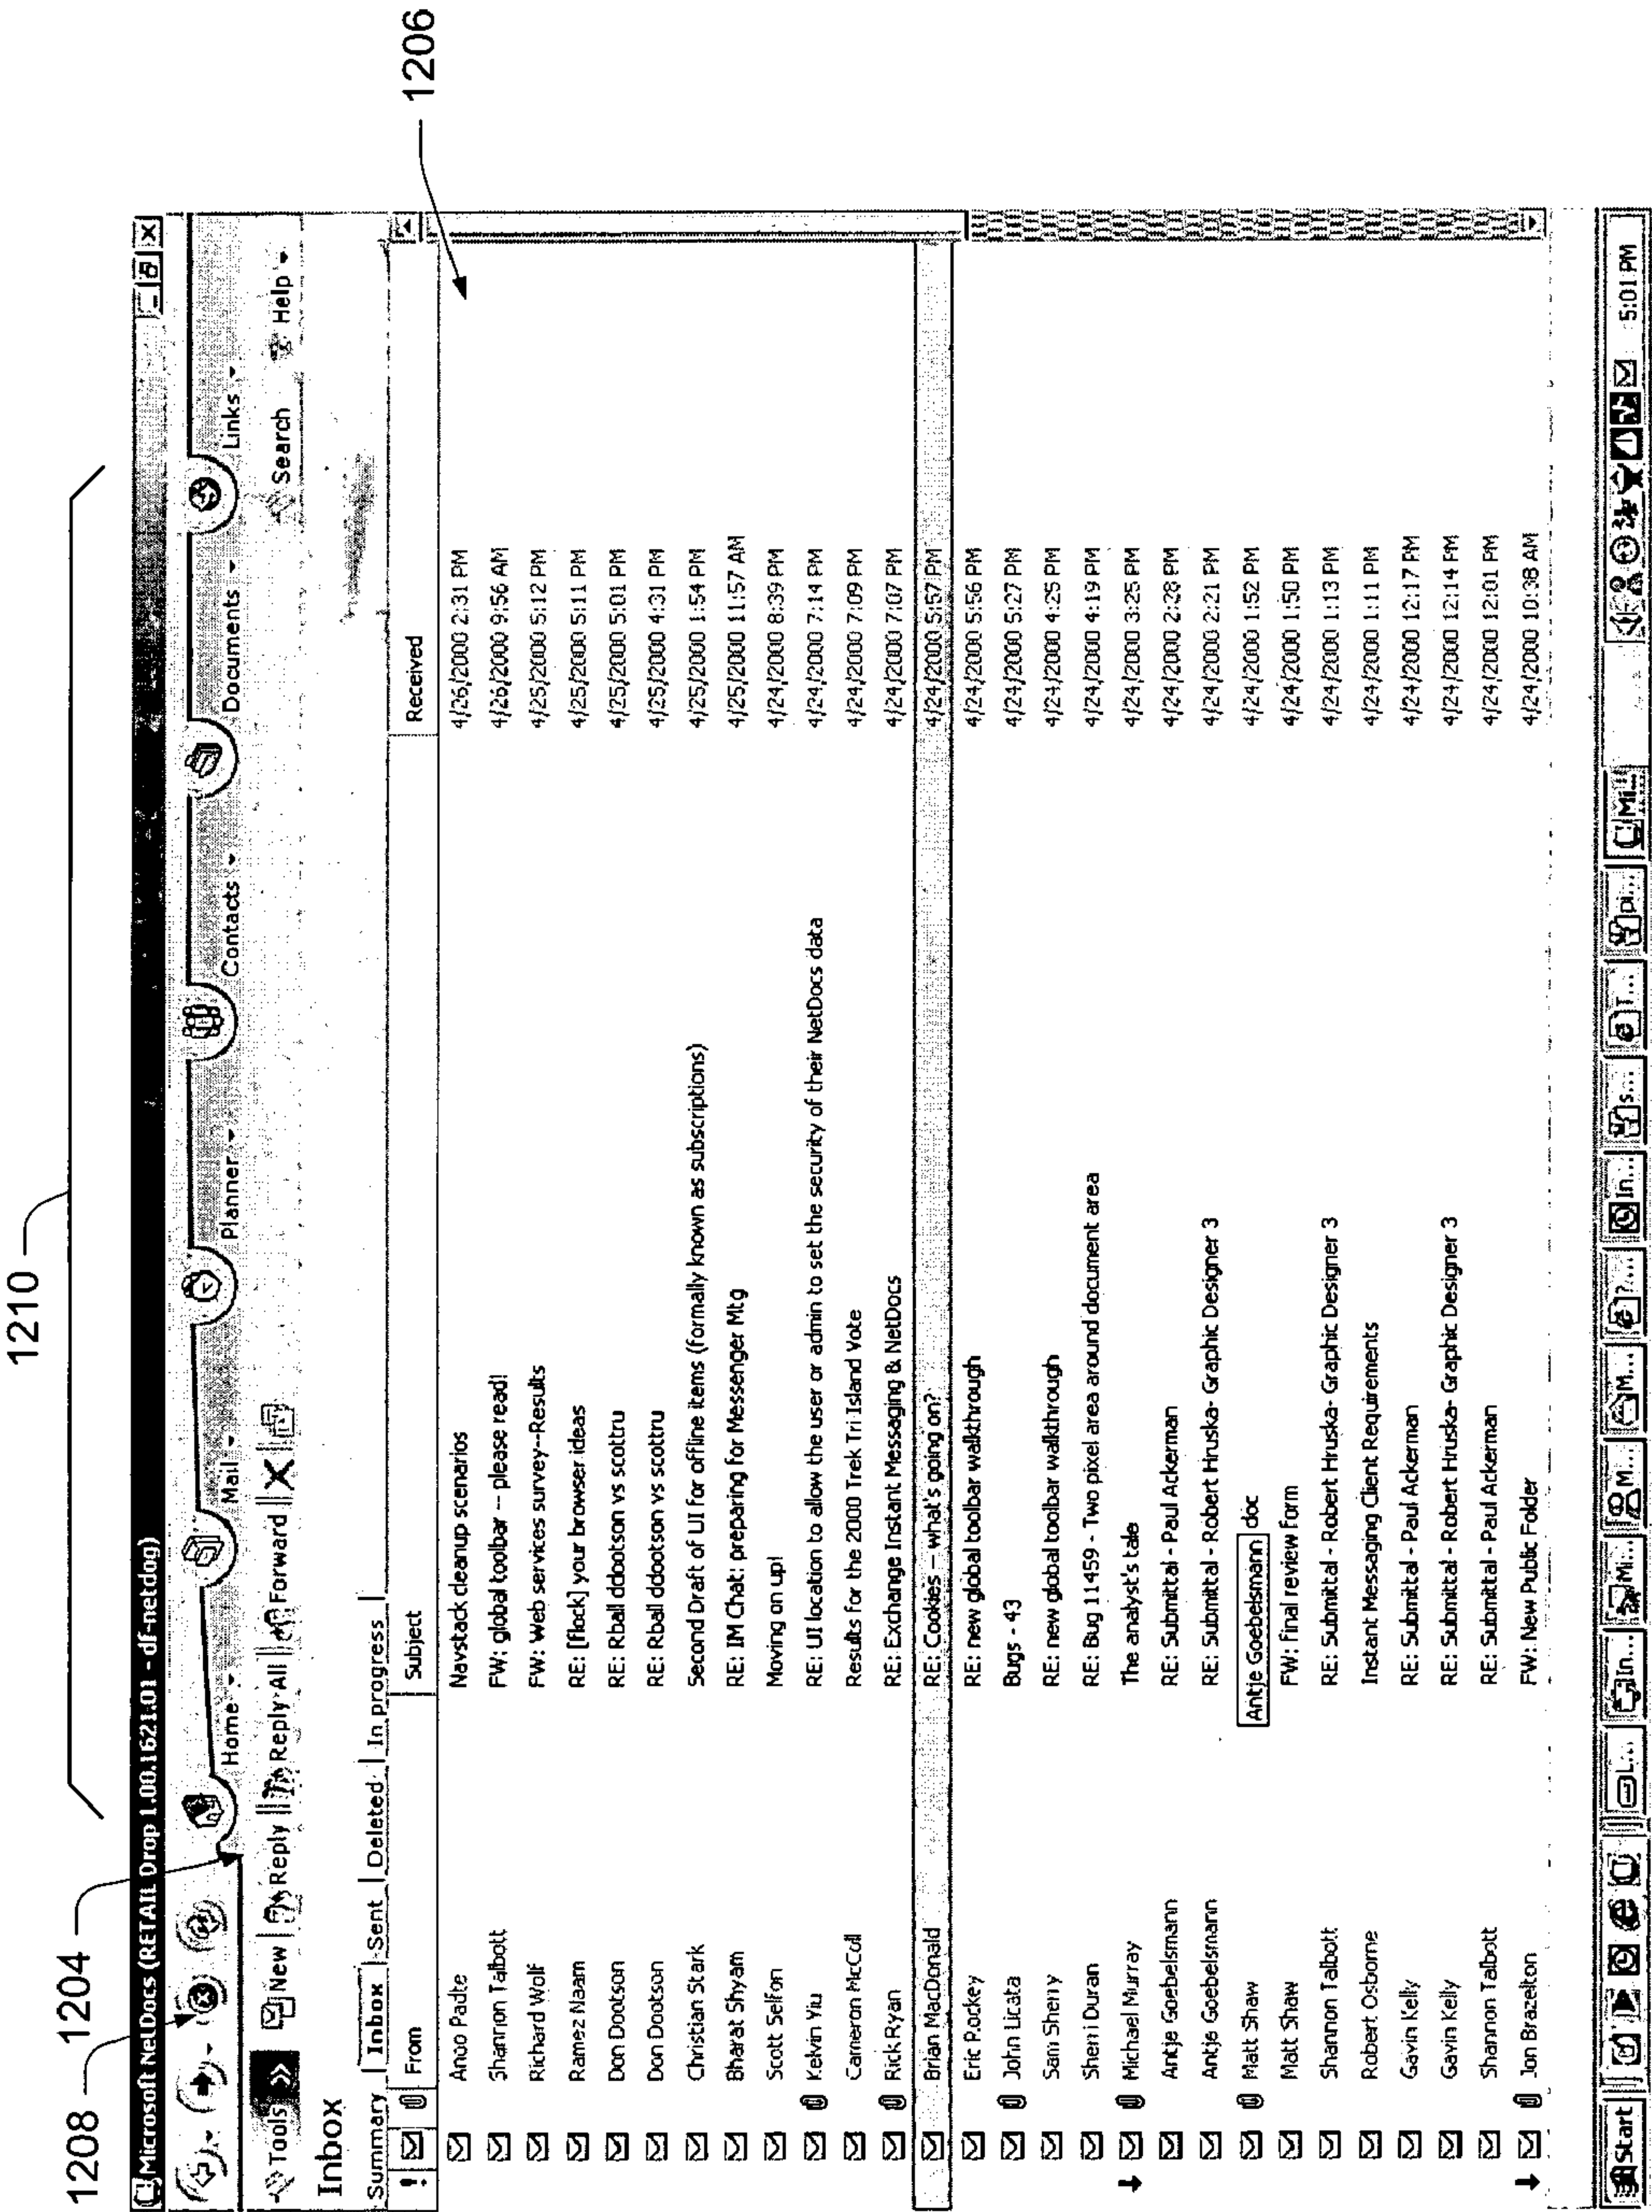 1210
1208
1204
Microsoft NetDocs (RETAIL Drop 1.00.1621.01 - df-netdog)
Home
Mail
Planner
Contacts
Documents
Links
Tools
New
Reply
Reply All
Forward
Search
Help
Inbox
Summary Inbox Sent Deleted In progress
1206
! From Subject Received
Anoo Padte Navstack cleanup scenarios 4/26/2000 2:31 PM
Shannon Talbott FW: global toolbar -- please read! 4/26/2000 9:56 AM
Richard Wolf FW: Web services survey--Results 4/25/2000 5:12 PM
Ramez Naam RE: [flock] your browser ideas 4/25/2000 5:11 PM
Don Dootson RE: Rball ddootson vs scottru 4/25/2000 5:01 PM
Don Dootson RE: Rball ddootson vs scottru 4/25/2000 4:31 PM
Christian Stark Second Draft of UI for offline items (formally known as subscriptions) 4/25/2000 1:54 PM
Bharat Shyam RE: IM Chat: preparing for Messenger Mtg 4/25/2000 11:57 AM
Scott Selfon Moving on up! 4/24/2000 8:39 PM
Kelvin Yiu RE: UI location to allow the user or admin to set the security of their NetDocs data 4/24/2000 7:14 PM
Cameron McColl Results for the 2000 Trek Tri Island Vote 4/24/2000 7:09 PM
Rick Ryan RE: Exchange Instant Messaging & NetDocs 4/24/2000 7:07 PM
Brian MacDonald RE: Cookies -- what's going on? 4/24/2000 5:57 PM
Eric Rockey RE: new global toolbar walkthrough 4/24/2000 5:56 PM
John Licata Bugs - 43 4/24/2000 5:27 PM
Sam Sherry RE: new global toolbar walkthrough 4/24/2000 4:25 PM
Sherri Duran RE: Bug 11459 - Two pixel area around document area 4/24/2000 4:19 PM
Michael Murray The analyst's tale 4/24/2000 3:25 PM
Antje Goebelsmann RE: Submittal - Paul Ackerman 4/24/2000 2:28 PM
Antje Goebelsmann RE: Submittal - Robert Hruska- Graphic Designer 3 4/24/2000 2:21 PM
Matt Shaw Antje Goebelsmann doc 4/24/2000 1:52 PM
Matt Shaw FW: final review form 4/24/2000 1:50 PM
Shannon Talbott RE: Submittal - Robert Hruska- Graphic Designer 3 4/24/2000 1:13 PM
Robert Osborne Instant Messaging Client Requirements 4/24/2000 1:11 PM
Gavin Kelly RE: Submittal - Paul Ackerman 4/24/2000 12:17 PM
Gavin Kelly RE: Submittal - Robert Hruska- Graphic Designer 3 4/24/2000 12:14 PM
Shannon Talbott RE: Submittal - Paul Ackerman 4/24/2000 12:01 PM
Jon Brazelton FW: New Public Folder 4/24/2000 10:38 AM
Start L... In... M... M... M... ?... In... s... T... pi... Mi... 5:01 PM